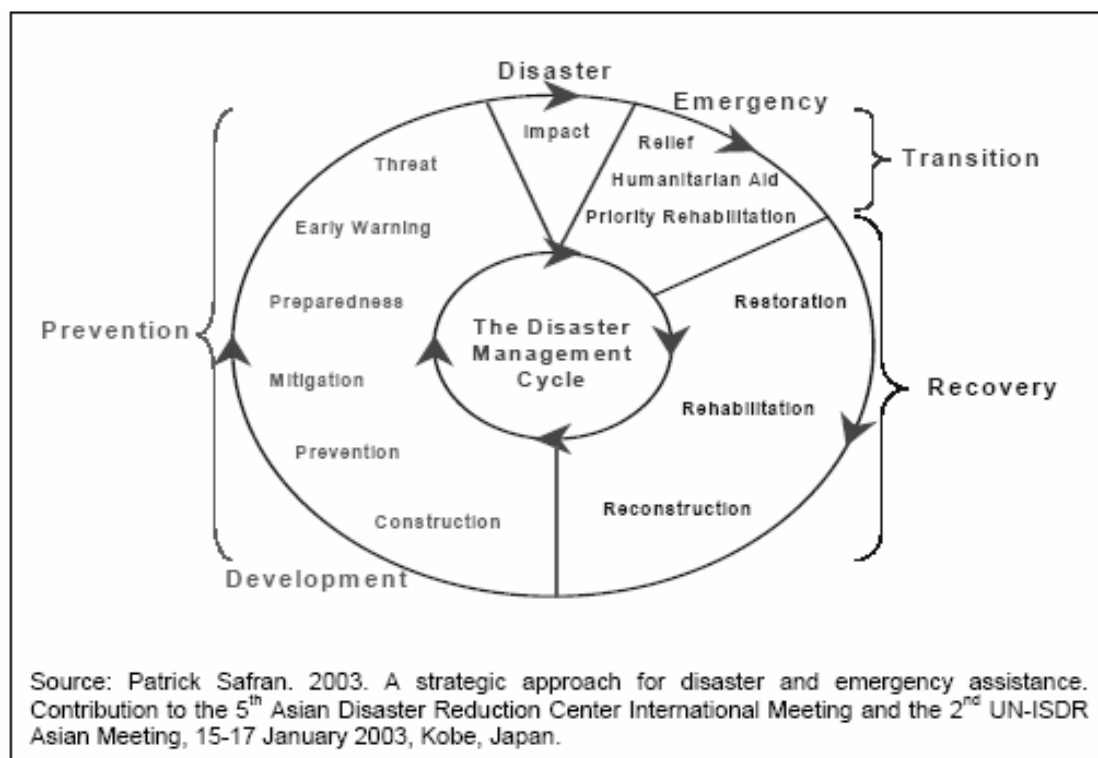 Disaster
Emergency
Impact
Relief
Threat
Transition
Humanitarian Aid
Priority Rehabilitation
Early Warning
Preparedness
Restoration
Prevention
The Disaster
Management
Cycle
Mitigation
Recovery
Rehabilitation
Prevention
Reconstruction
Construction
Development
Source: Patrick Safran. 2003. A strategic approach for disaster and emergency assistance.
Contribution to the 5th Asian Disaster Reduction Center International Meeting and the 2nd UN-ISDR
Asian Meeting, 15-17 January 2003, Kobe, Japan.